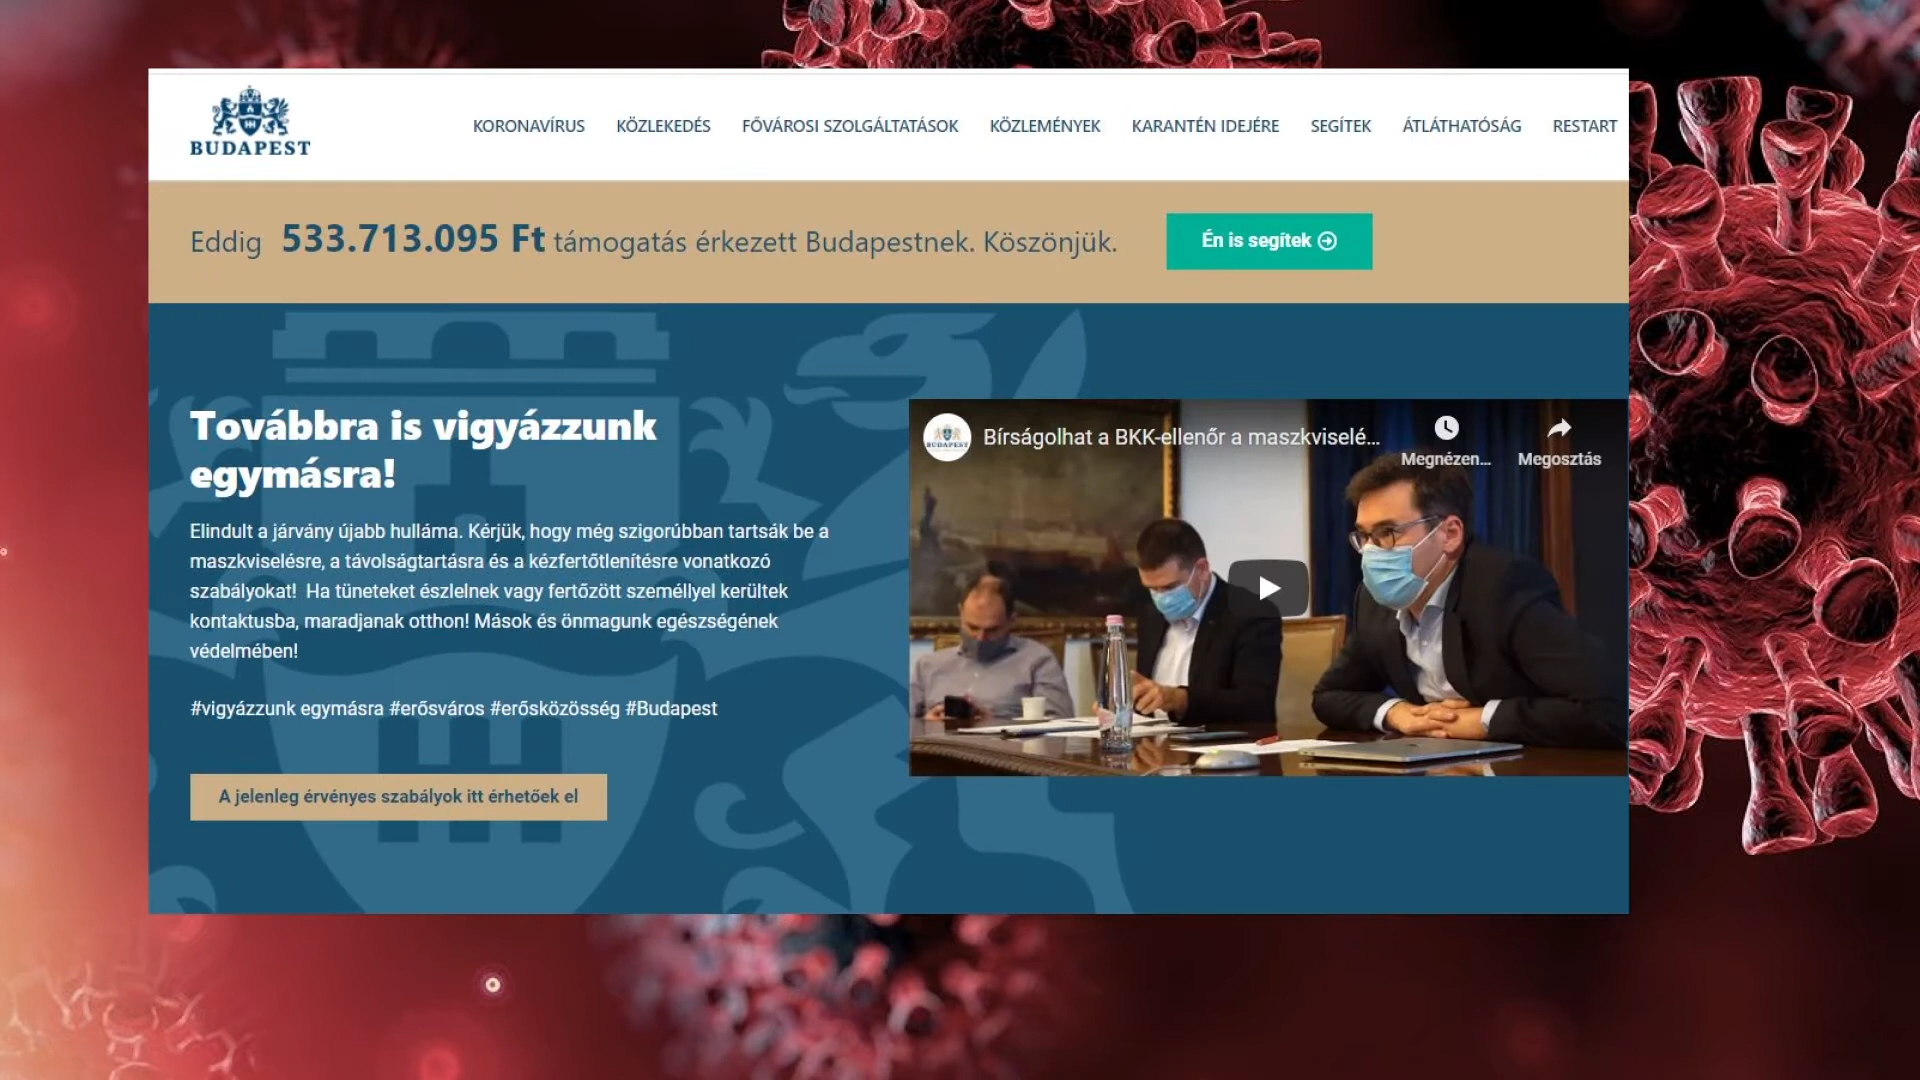 BUDAPEST
KORONAVÍRUS KÖZLEKEDÉS FŐVÁROSI SZOLGÁLTATÁSOK KÖZLEMÉNYEK KARANTÉN IDEJÉRE SEGÍTEK ÁTLÁTHATÓSÁG RESTART
Eddig 533.713.095 Ft támogatás érkezett Budapestnek. Köszönjük.
Én is segítek
Továbbra is vigyázzunk
egymásra!
Elindult a járvány újabb hulláma. Kérjük, hogy még szigorúbban tartsák be a
maszkviselésre, a távolságtartásra és a kézfertőtlenítésre vonatkozó
szabályokat! Ha tüneteket észlelnek vagy fertőzött személlyel kerültek
kontaktusba, maradjanak otthon! Mások és önmagunk egészségének
védelmében!
#vigyázzunk egymásra #erősváros #erősközösség #Budapest
A jelenleg érvényes szabályok itt érhetőek el
BUDAPEST
Bírságolhat a BKK-ellenőr a maszkviselé...
Megnézen...
Megosztás